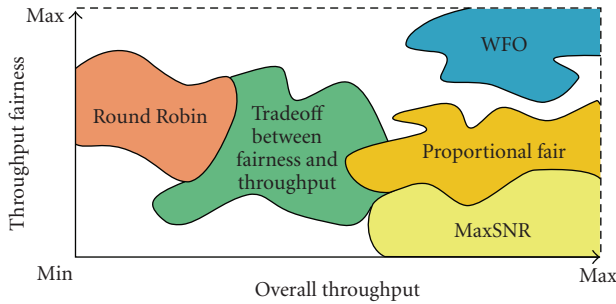 Max
WFO
Round Robin
Tradeoff
between
fairness and
throughput
Proportional fair
MaxSNR
Throughput fairness
Min
Overall throughput
Max